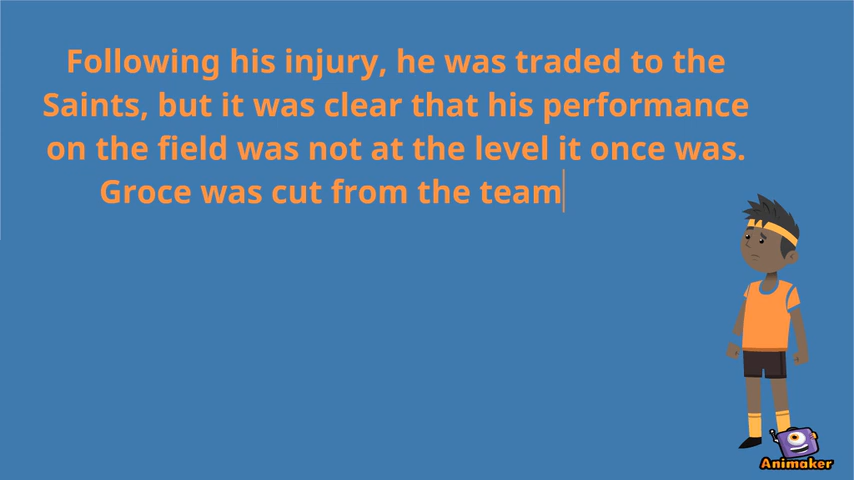 Following his injury, he was traded to the
Saints, but it was clear that his performance
on the field was not at the level it once was.
Groce was cut from the team
Animaker